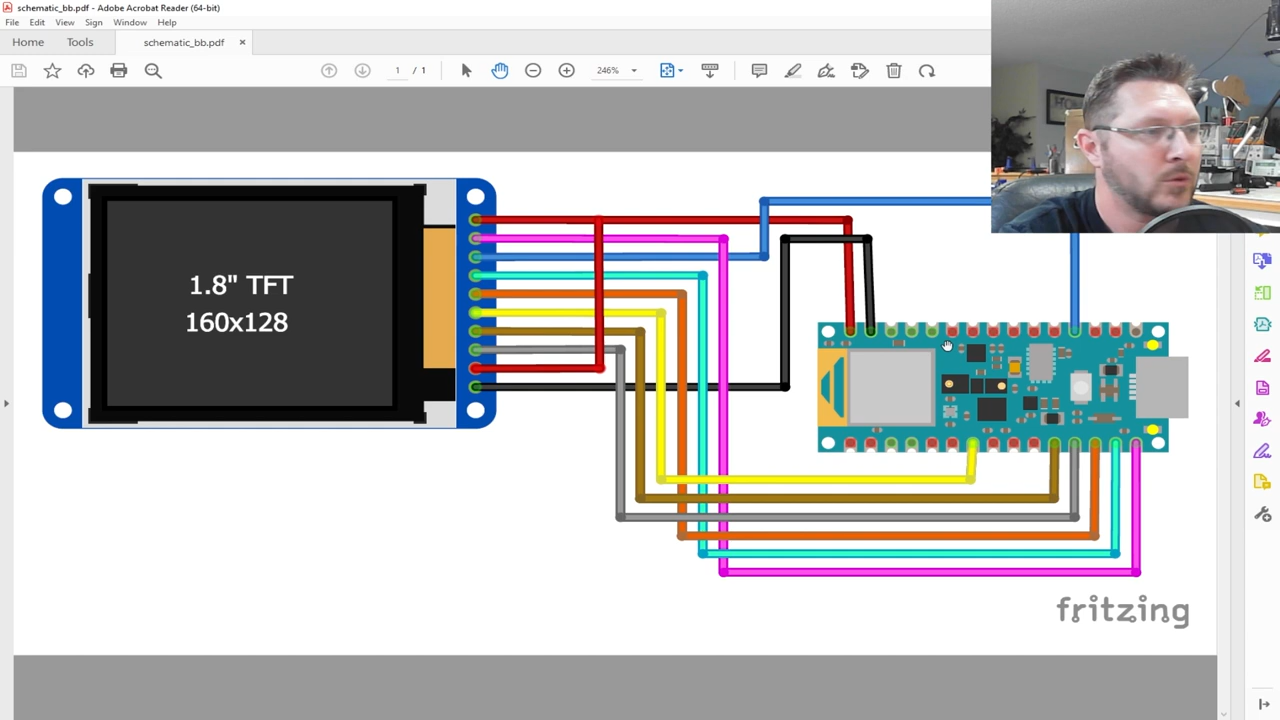 schematic_bb.pdf - Adobe Acrobat Reader (64-bit)
File Edit View Sign Window Help
Home Tools schematic_bb.pdf ×
1 / 1 246%
1.8" TFT
160x128
fritzing